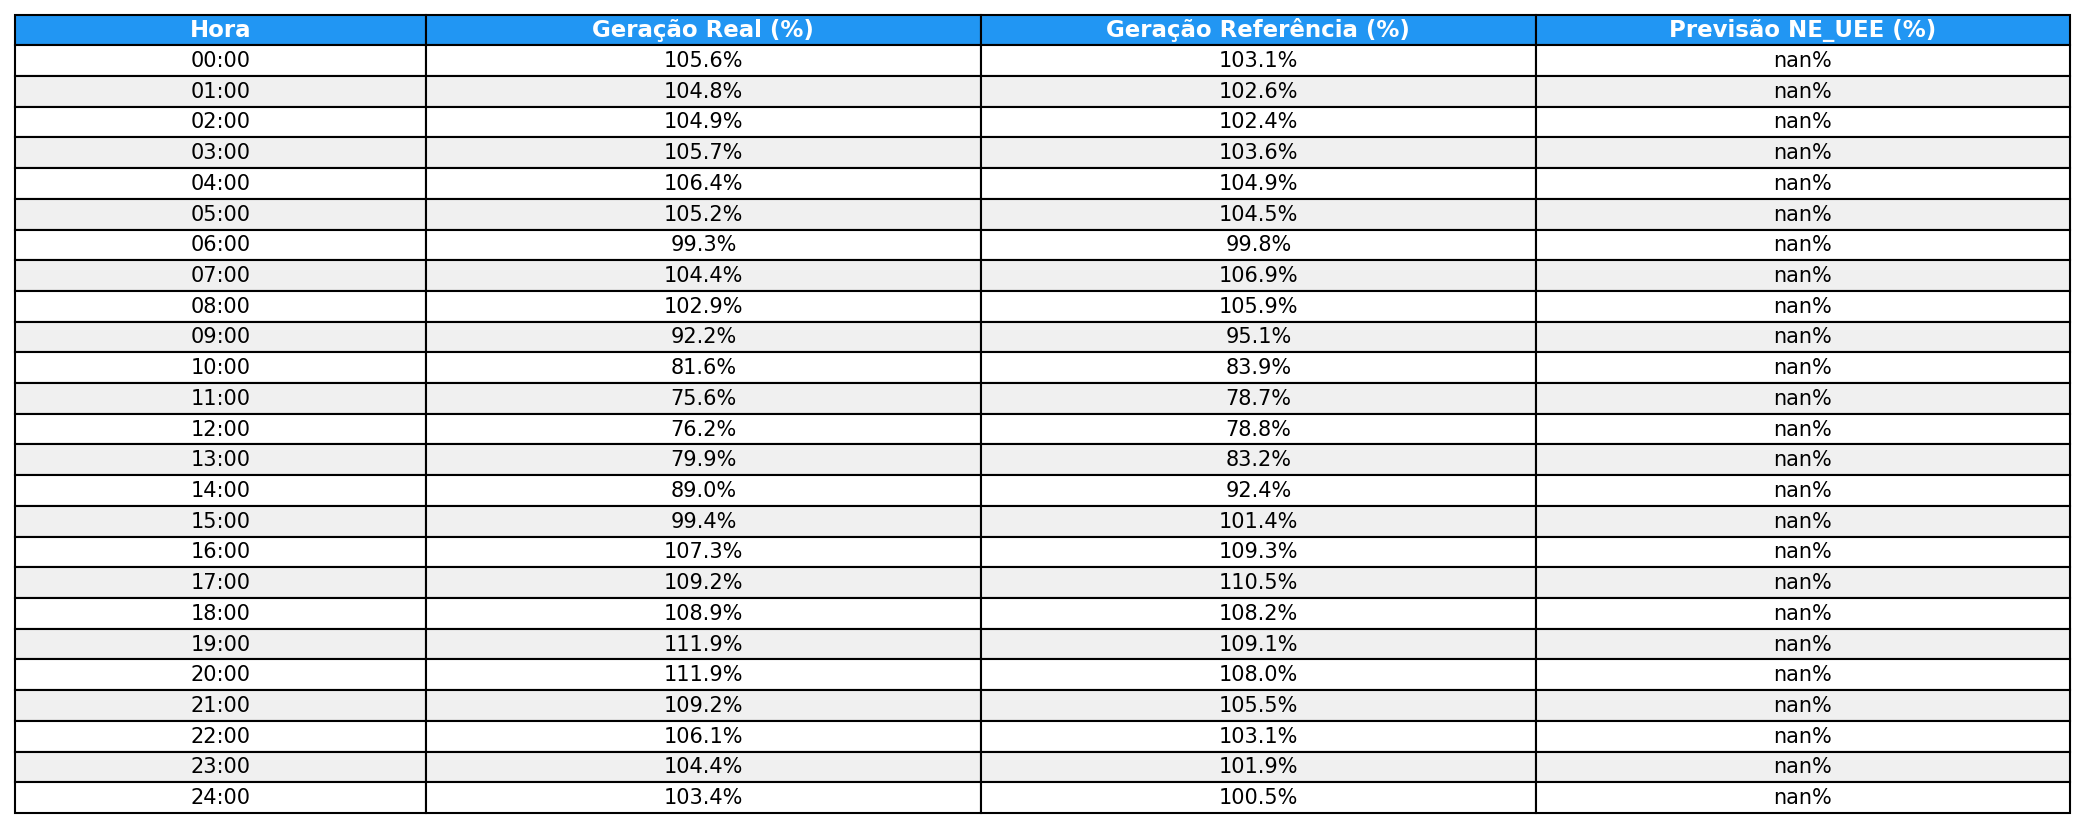 Hora Geração Real (%) Geração Referência (%) Previsão NE_UEE (%)
00:00 105.6% 103.1% nan%
01:00 104.8% 102.6% nan%
02:00 104.9% 102.4% nan%
03:00 105.7% 103.6% nan%
04:00 106.4% 104.9% nan%
05:00 105.2% 104.5% nan%
06:00 99.3% 99.8% nan%
07:00 104.4% 106.9% nan%
08:00 102.9% 105.9% nan%
09:00 92.2% 95.1% nan%
10:00 81.6% 83.9% nan%
11:00 75.6% 78.7% nan%
12:00 76.2% 78.8% nan%
13:00 79.9% 83.2% nan%
14:00 89.0% 92.4% nan%
15:00 99.4% 101.4% nan%
16:00 107.3% 109.3% nan%
17:00 109.2% 110.5% nan%
18:00 108.9% 108.2% nan%
19:00 111.9% 109.1% nan%
20:00 111.9% 108.0% nan%
21:00 109.2% 105.5% nan%
22:00 106.1% 103.1% nan%
23:00 104.4% 101.9% nan%
24:00 103.4% 100.5% nan%